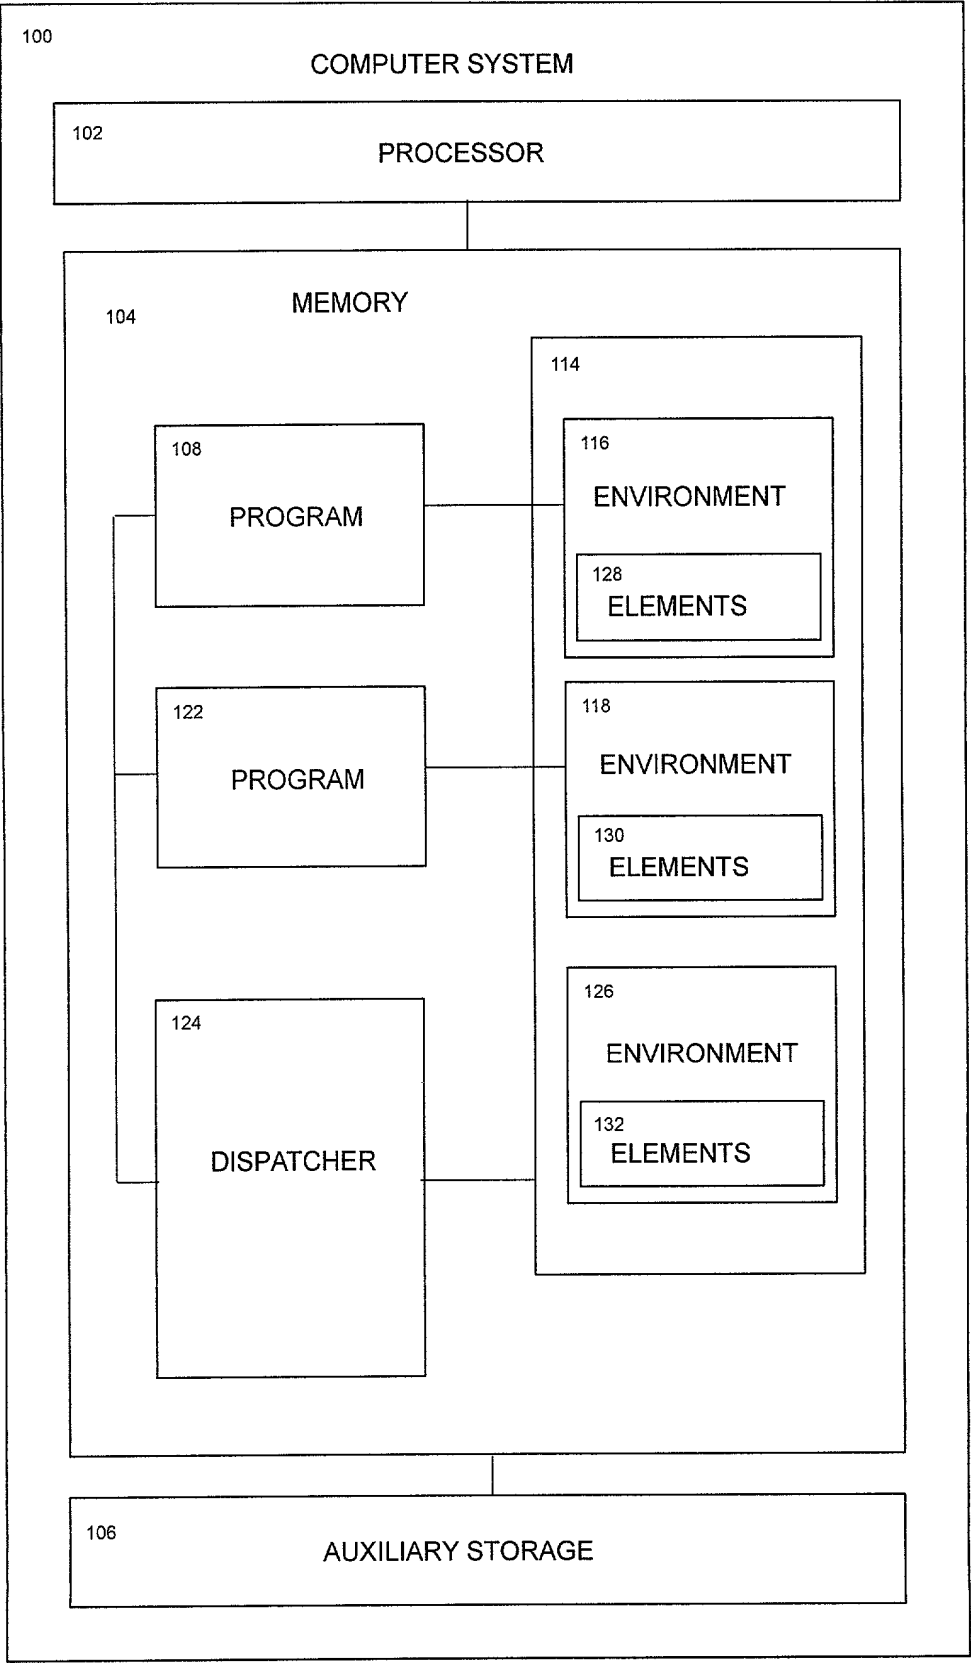 100
COMPUTER SYSTEM
102
PROCESSOR
104
MEMORY
108
PROGRAM
122
PROGRAM
124
DISPATCHER
114
116
ENVIRONMENT
128
ELEMENTS
118
ENVIRONMENT
130
ELEMENTS
126
ENVIRONMENT
132
ELEMENTS
106
AUXILIARY STORAGE